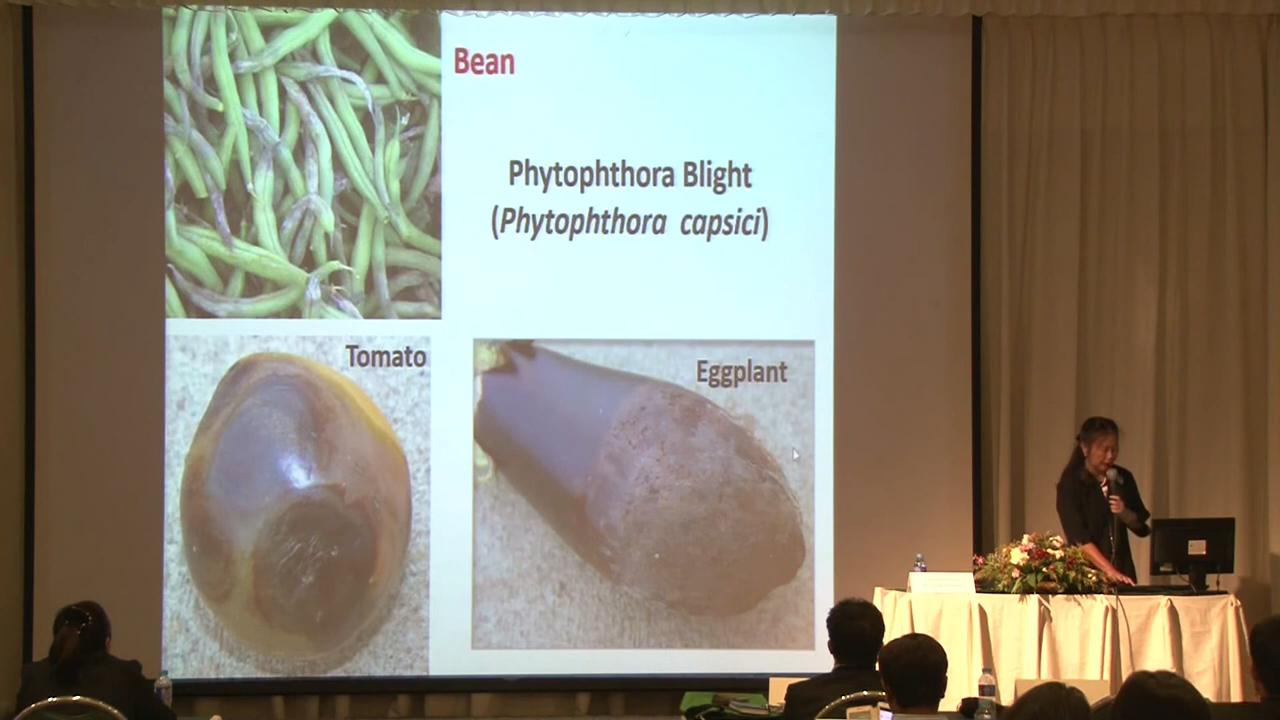 Bean
Phytophthora Blight
(Phytophthora capsici)
Tomato
Eggplant